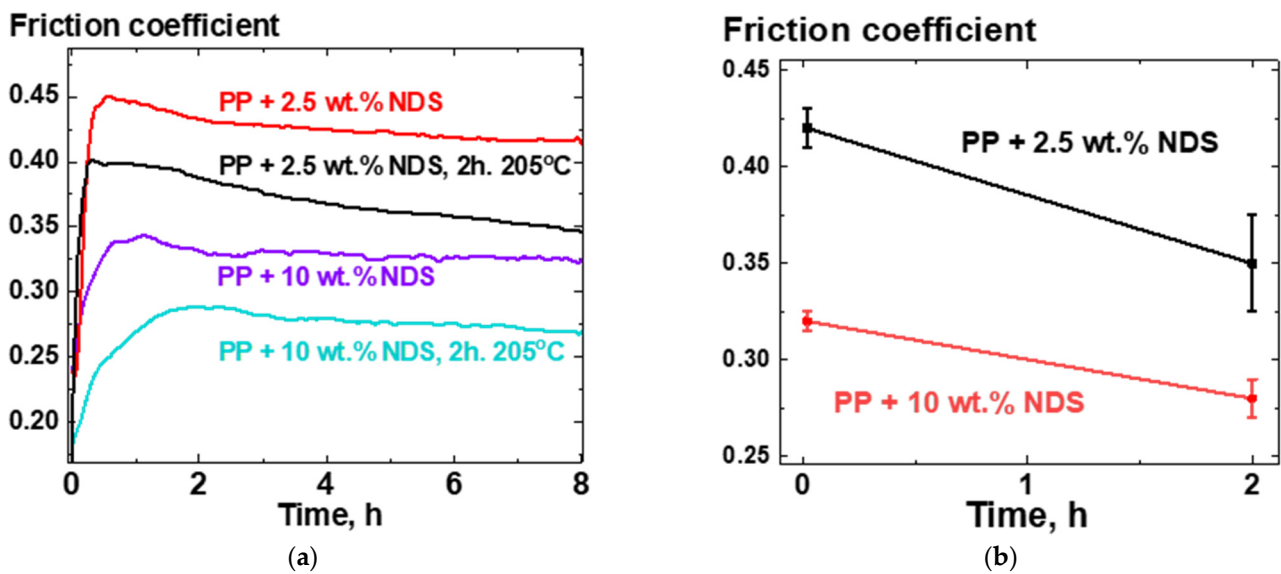 Friction coefficient
0.45
0.40
0.35
0.30
0.25
0.20
PP + 2.5 wt.% NDS
PP + 2.5 wt.% NDS, 2h. 205°C
PP + 10 wt.% NDS
PP + 10 wt.% NDS, 2h. 205°C
0 2 4 6 8
Time, h
(a)
Friction coefficient
0.45
0.40
0.35
0.30
0.25
PP + 2.5 wt.% NDS
PP + 10 wt.% NDS
0 1 2
Time, h
(b)